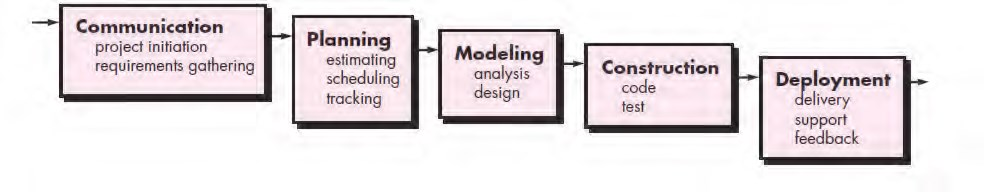 Communication
project initiation
requirements gathering
Planning
estimating
scheduling
tracking
Modeling
analysis
design
Construction
code
test
Deployment
delivery
support
feedback